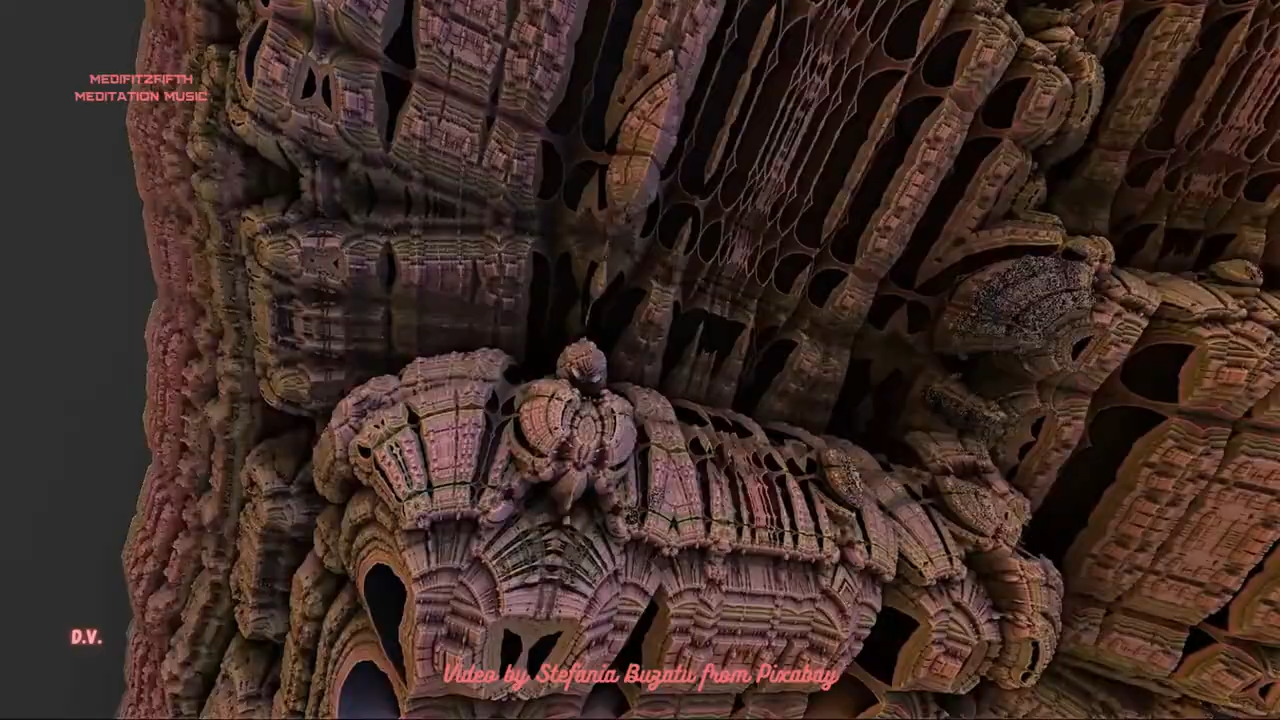 MEDIFITZFIFTH
MEDITATION MUSIC
D.V.
Video by Stefania Buzatu from Pixabay